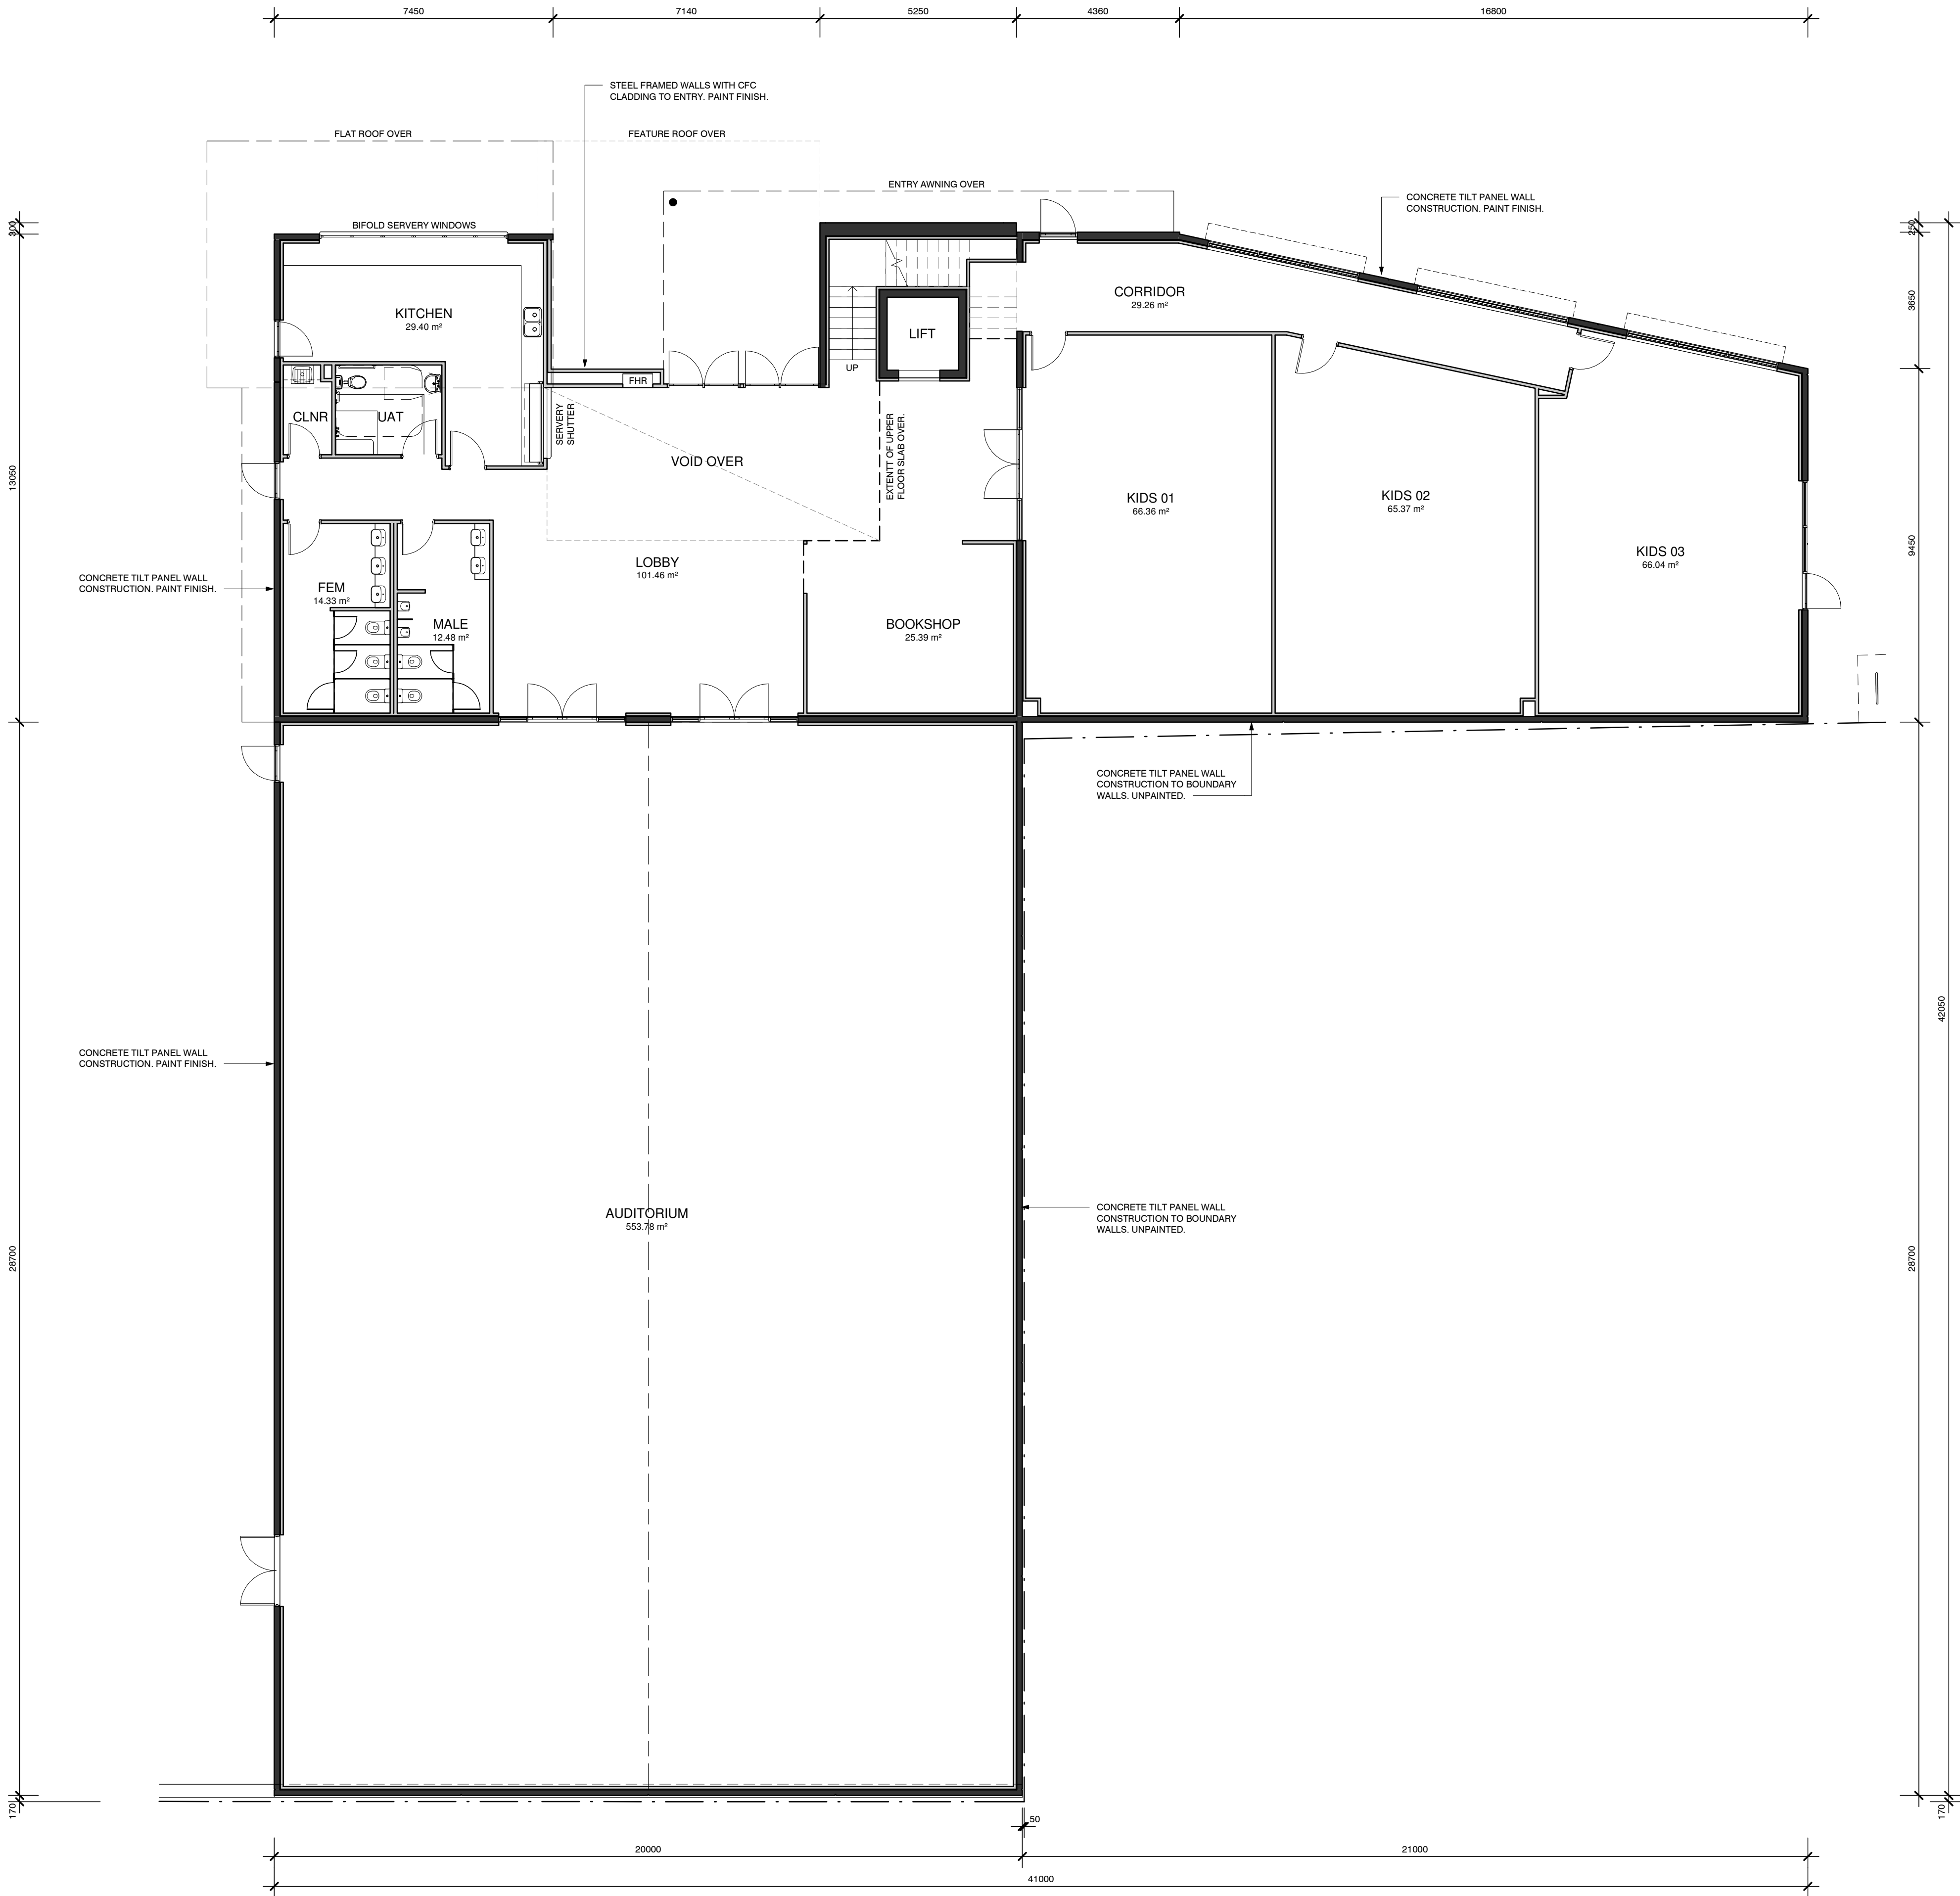 7450
7140
5250
4360
16800
STEEL FRAMED WALLS WITH CFC
CLADDING TO ENTRY. PAINT FINISH.
FLAT ROOF OVER
FEATURE ROOF OVER
ENTRY AWNING OVER
CONCRETE TILT PANEL WALL
CONSTRUCTION. PAINT FINISH.
BIFOLD SERVERY WINDOWS
300
250
KITCHEN
29.40 m²
LIFT
UP
CORRIDOR
29.26 m²
3650
FHR
CLNR
UAT
SERVERY
SHUTTER
VOID OVER
EXTENTT OF UPPER
FLOOR SLAB OVER.
13050
KIDS 01
66.36 m²
KIDS 02
65.37 m²
KIDS 03
66.04 m²
9450
LOBBY
101.46 m²
CONCRETE TILT PANEL WALL
CONSTRUCTION. PAINT FINISH.
FEM
14.33 m²
MALE
12.48 m²
BOOKSHOP
25.39 m²
CONCRETE TILT PANEL WALL
CONSTRUCTION TO BOUNDARY
WALLS. UNPAINTED.
42050
CONCRETE TILT PANEL WALL
CONSTRUCTION. PAINT FINISH.
AUDITORIUM
553.78 m²
CONCRETE TILT PANEL WALL
CONSTRUCTION TO BOUNDARY
WALLS. UNPAINTED.
28700
28700
170
170
50
20000
21000
41000